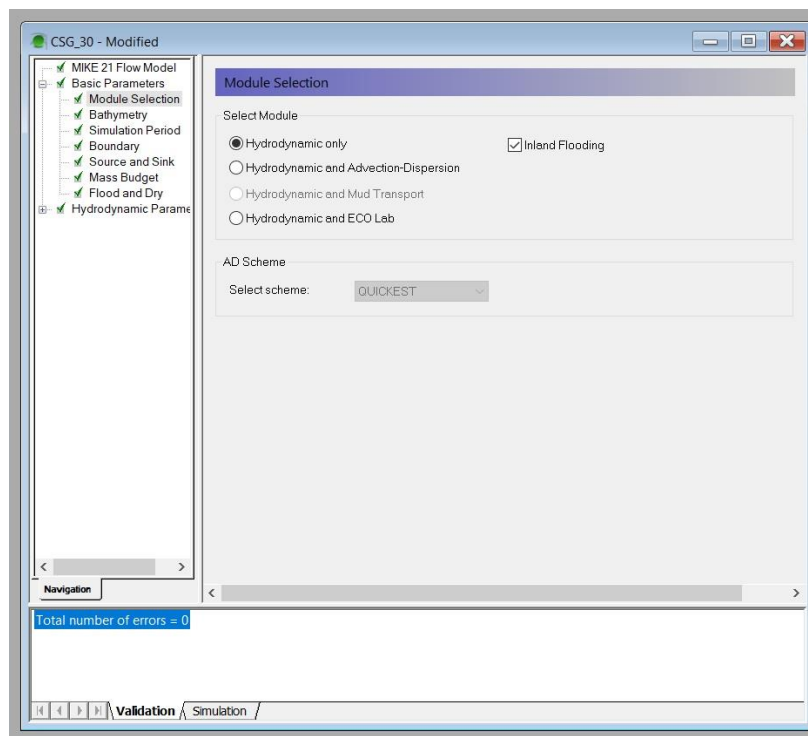 CSG_30 - Modified
MIKE 21 Flow Model
Basic Parameters
Module Selection
Bathymetry
Simulation Period
Boundary
Source and Sink
Mass Budget
Flood and Dry
Hydrodynamic Parame
Navigation
Module Selection
Select Module
Hydrodynamic only
Inland Flooding
Hydrodynamic and Advection-Dispersion
Hydrodynamic and Mud Transport
Hydrodynamic and ECO Lab
AD Scheme
Select scheme: QUICKEST
Total number of errors = 0
Validation Simulation